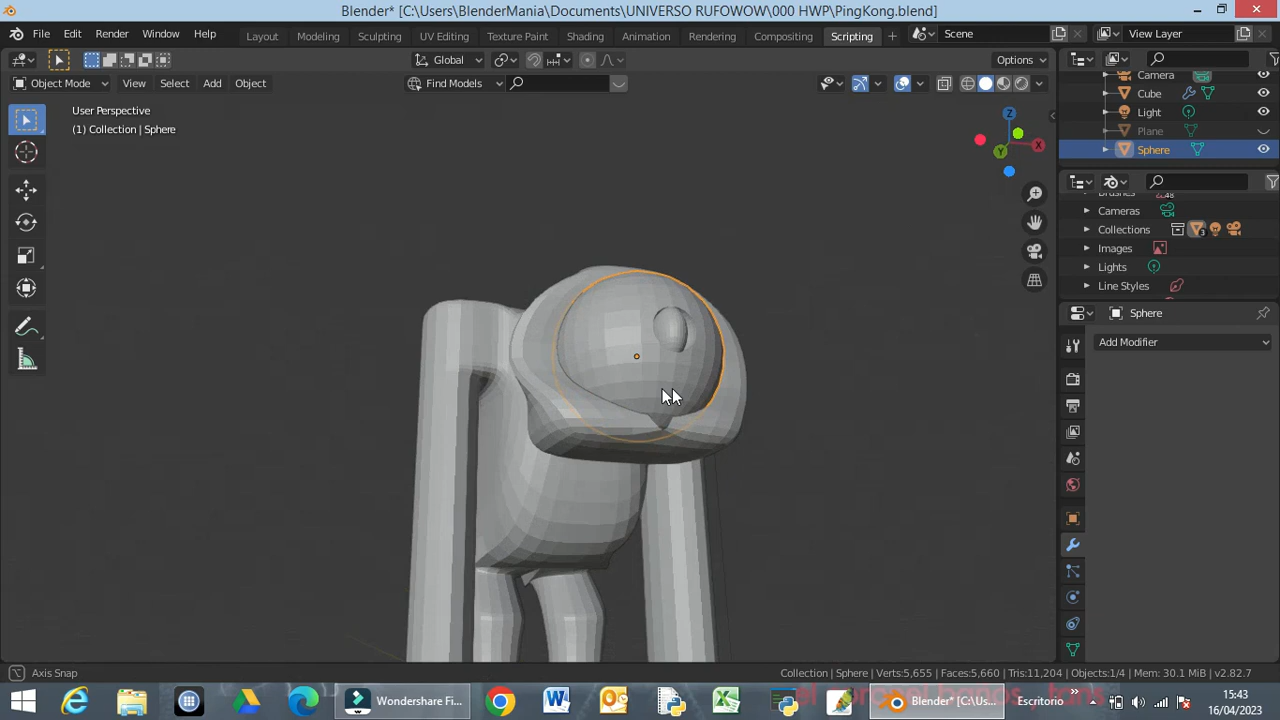 Blender* [C:\Users\BlenderMania\Documents\UNIVERSO RUFOWOW\000 HWP\PingKong.blend]
File Edit Render Window Help Layout Modeling Sculpting UV Editing Texture Paint Shading Animation Rendering Compositing Scripting Scene View Layer
Global Options
Object Mode View Select Add Object Find Models
User Perspective
(1) Collection | Sphere
Z
X
Y
Camera
Cube
Light
Plane
Sphere
Cameras
Collections 3
Images
Lights
Line Styles
Sphere
Add Modifier
Axis Snap Collection | Sphere | Verts:5,655 | Faces:5,660 | Tris:11,204 | Objects:1/4 | Mem: 30.1 MiB | v2.82.7
Wondershare Fi... Blender* [C:\Us... Escritorio
15:43
16/04/2023